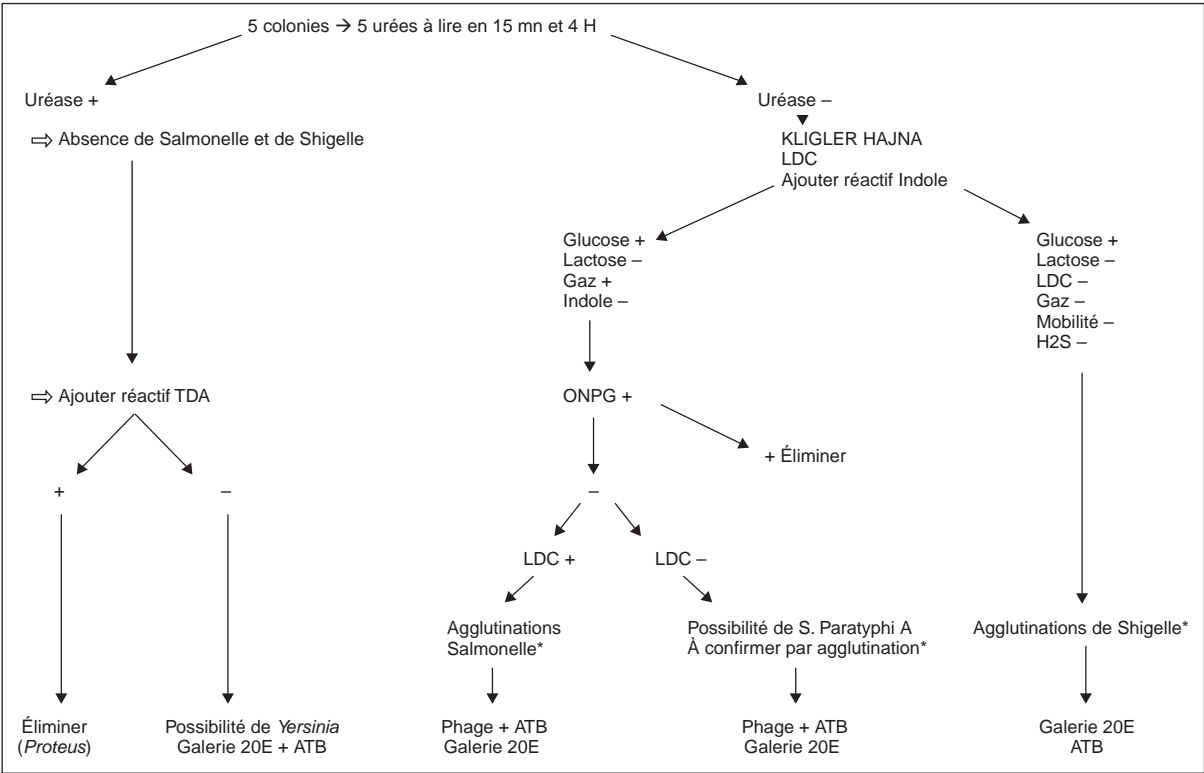 5 colonies → 5 urées à lire en 15 mn et 4 H
Uréase +
⇨ Absence de Salmonelle et de Shigelle
Uréase –
KLIGLER HAJNA
LDC
Ajouter réactif Indole
Glucose +
Lactose –
Gaz +
Indole –
Glucose +
Lactose –
LDC –
Gaz –
Mobilité –
H2S –
⇨ Ajouter réactif TDA
ONPG +
+ Éliminer
+
–
–
LDC +
LDC –
Agglutinations
Salmonelle*
Possibilité de S. Paratyphi A
À confirmer par agglutination*
Agglutinations de Shigelle*
Éliminer
(Proteus)
Possibilité de Yersinia
Galerie 20E + ATB
Phage + ATB
Galerie 20E
Phage + ATB
Galerie 20E
Galerie 20E
ATB